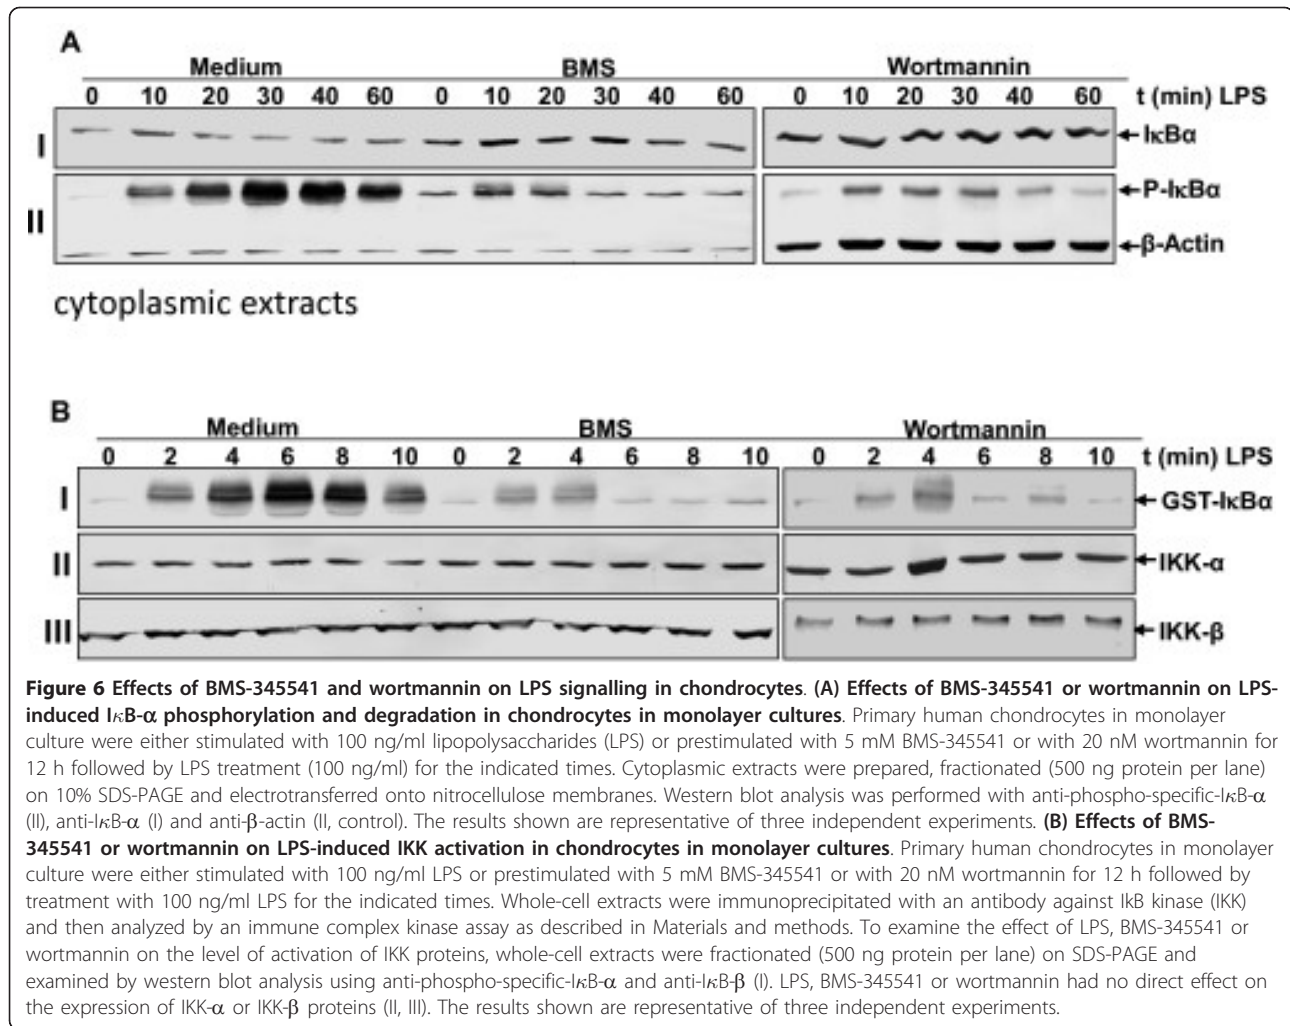 A
Medium BMS Wortmannin
0 10 20 30 40 60 0 10 20 30 40 60 0 10 20 30 40 60 t (min) LPS
I IκBα
II P-IκBα
β-Actin
cytoplasmic extracts
B
Medium BMS Wortmannin
0 2 4 6 8 10 0 2 4 6 8 10 0 2 4 6 8 10 t (min) LPS
I GST-IκBα
II IKK-α
III IKK-β
Figure 6 Effects of BMS-345541 and wortmannin on LPS signalling in chondrocytes. (A) Effects of BMS-345541 or wortmannin on LPS-
induced IκB-α phosphorylation and degradation in chondrocytes in monolayer cultures. Primary human chondrocytes in monolayer
culture were either stimulated with 100 ng/ml lipopolysaccharides (LPS) or prestimulated with 5 mM BMS-345541 or with 20 nM wortmannin for
12 h followed by LPS treatment (100 ng/ml) for the indicated times. Cytoplasmic extracts were prepared, fractionated (500 ng protein per lane)
on 10% SDS-PAGE and electrotransferred onto nitrocellulose membranes. Western blot analysis was performed with anti-phospho-specific-IκB-α
(II), anti-IκB-α (I) and anti-β-actin (II, control). The results shown are representative of three independent experiments. (B) Effects of BMS-
345541 or wortmannin on LPS-induced IKK activation in chondrocytes in monolayer cultures. Primary human chondrocytes in monolayer
culture were either stimulated with 100 ng/ml LPS or prestimulated with 5 mM BMS-345541 or with 20 nM wortmannin for 12 h followed by
treatment with 100 ng/ml LPS for the indicated times. Whole-cell extracts were immunoprecipitated with an antibody against IkB kinase (IKK)
and then analyzed by an immune complex kinase assay as described in Materials and methods. To examine the effect of LPS, BMS-345541 or
wortmannin on the level of activation of IKK proteins, whole-cell extracts were fractionated (500 ng protein per lane) on SDS-PAGE and
examined by western blot analysis using anti-phospho-specific-IκB-α and anti-IκB-β (I). LPS, BMS-345541 or wortmannin had no direct effect on
the expression of IKK-α or IKK-β proteins (II, III). The results shown are representative of three independent experiments.